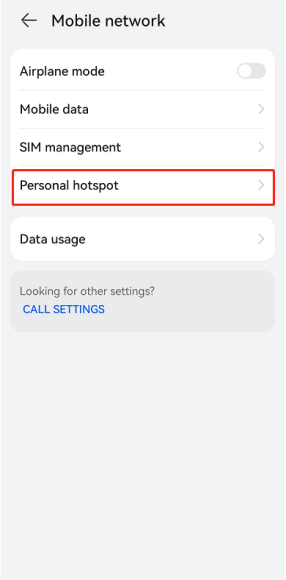 Mobile network
Airplane mode
Mobile data
SIM management
Personal hotspot
Data usage
Looking for other settings?
CALL SETTINGS